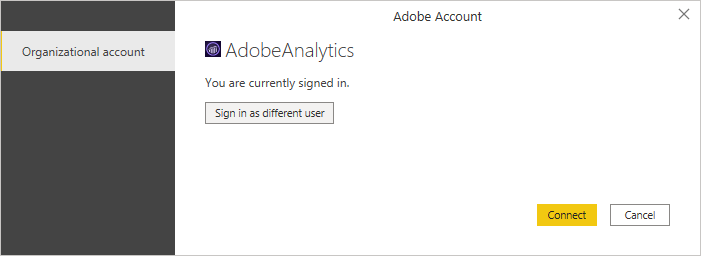 Adobe Account
Organizational account
AdobeAnalytics
You are currently signed in.
Sign in as different user
Connect
Cancel